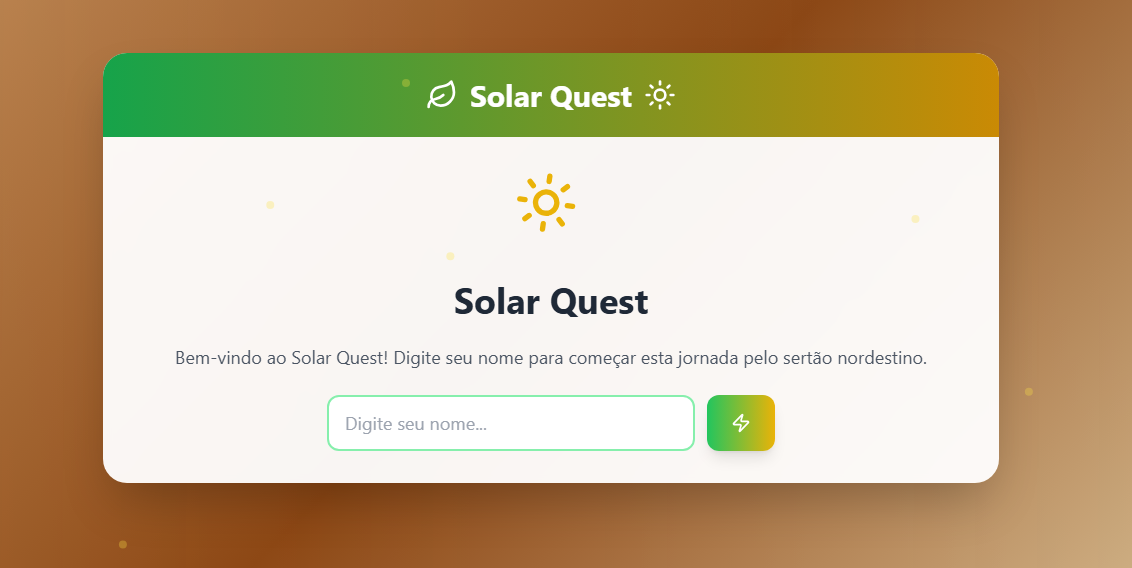 Solar Quest
Solar Quest
Bem-vindo ao Solar Quest! Digite seu nome para começar esta jornada pelo sertão nordestino.
Digite seu nome...